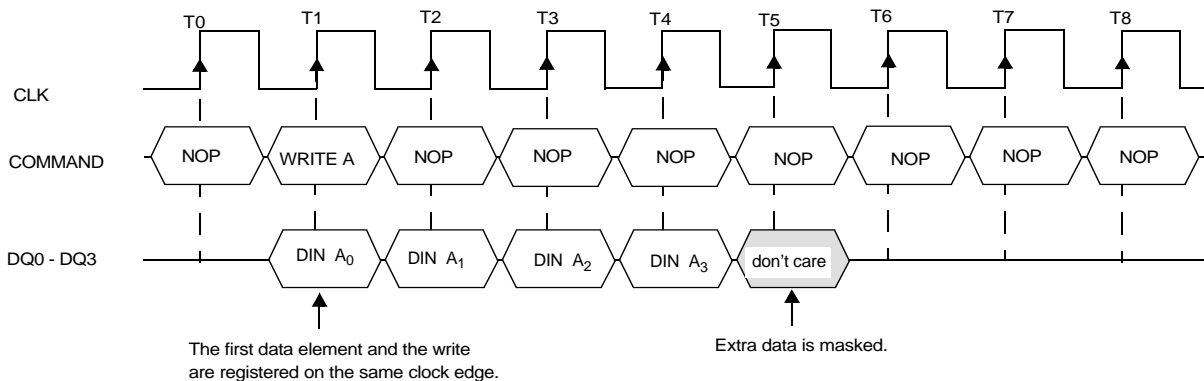 T0 T1 T2 T3 T4 T5 T6 T7 T8
CLK
COMMAND NOP WRITE A NOP NOP NOP NOP NOP NOP NOP
DQ0 - DQ3 DIN A0 DIN A1 DIN A2 DIN A3 don't care
The first data element and the write
are registered on the same clock edge.
Extra data is masked.